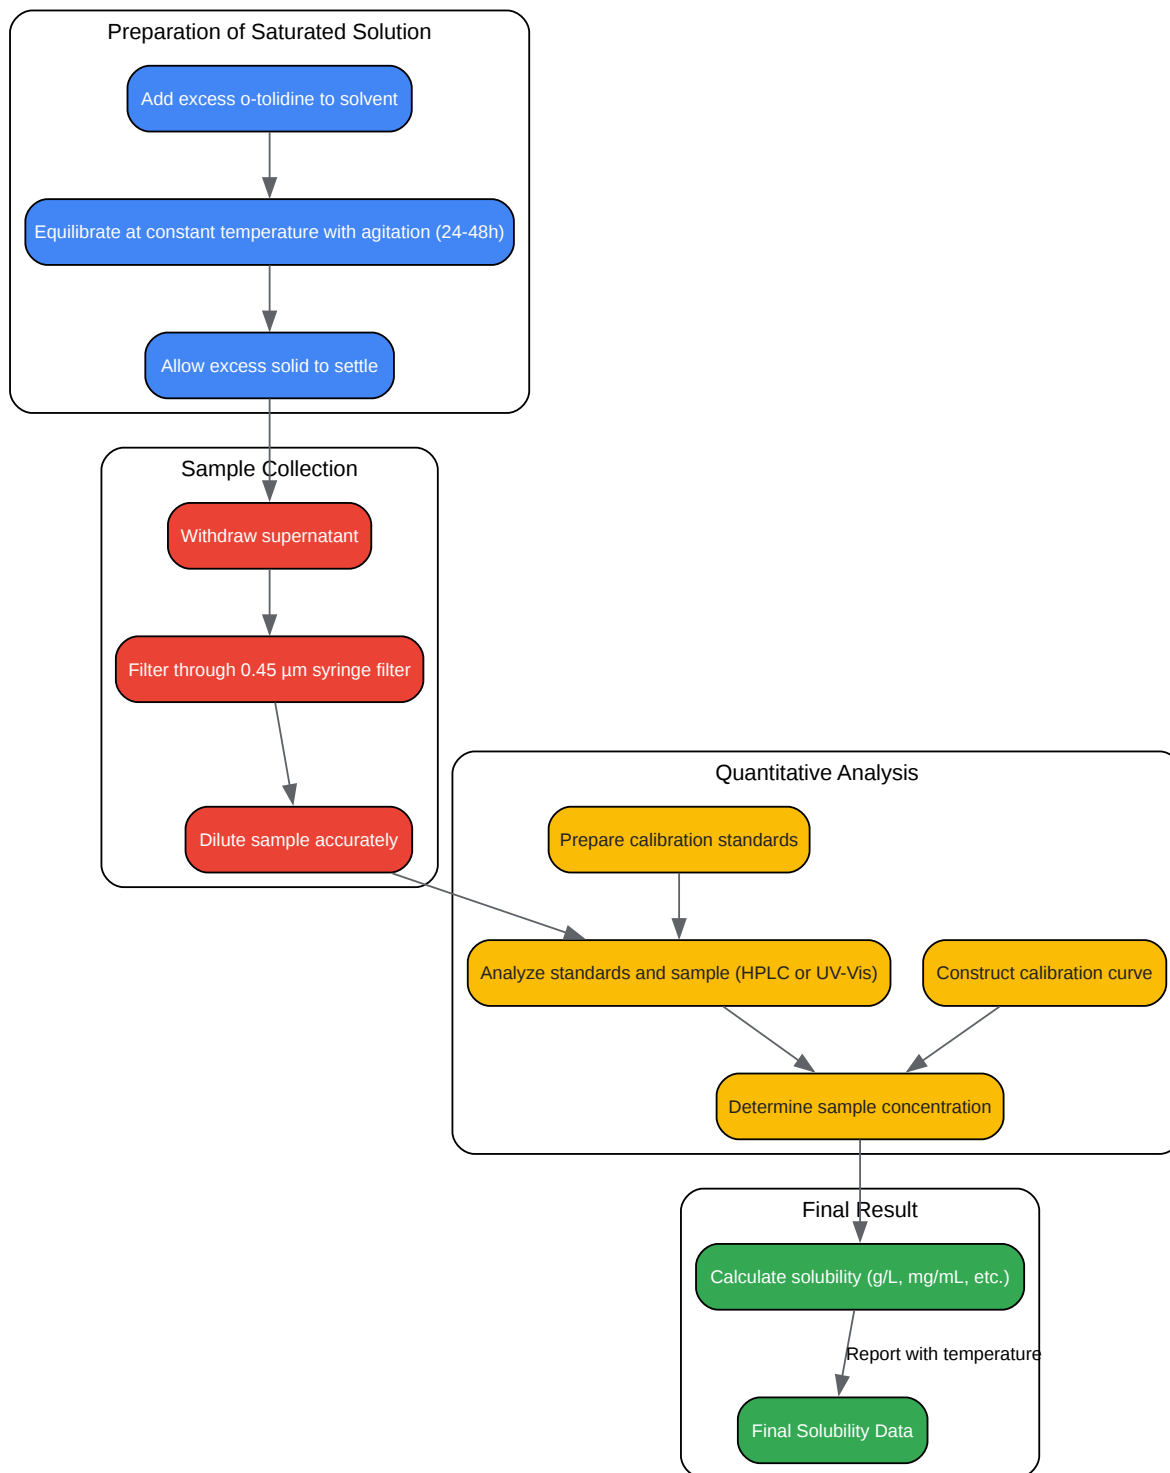 Preparation of Saturated Solution
Add excess o-tolidine to solvent
Equilibrate at constant temperature with agitation (24-48h)
Allow excess solid to settle
Sample Collection
Withdraw supernatant
Filter through 0.45 µm syringe filter
Dilute sample accurately
Quantitative Analysis
Prepare calibration standards
Analyze standards and sample (HPLC or UV-Vis)
Construct calibration curve
Determine sample concentration
Final Result
Calculate solubility (g/L, mg/mL, etc.)
Report with temperature
Final Solubility Data